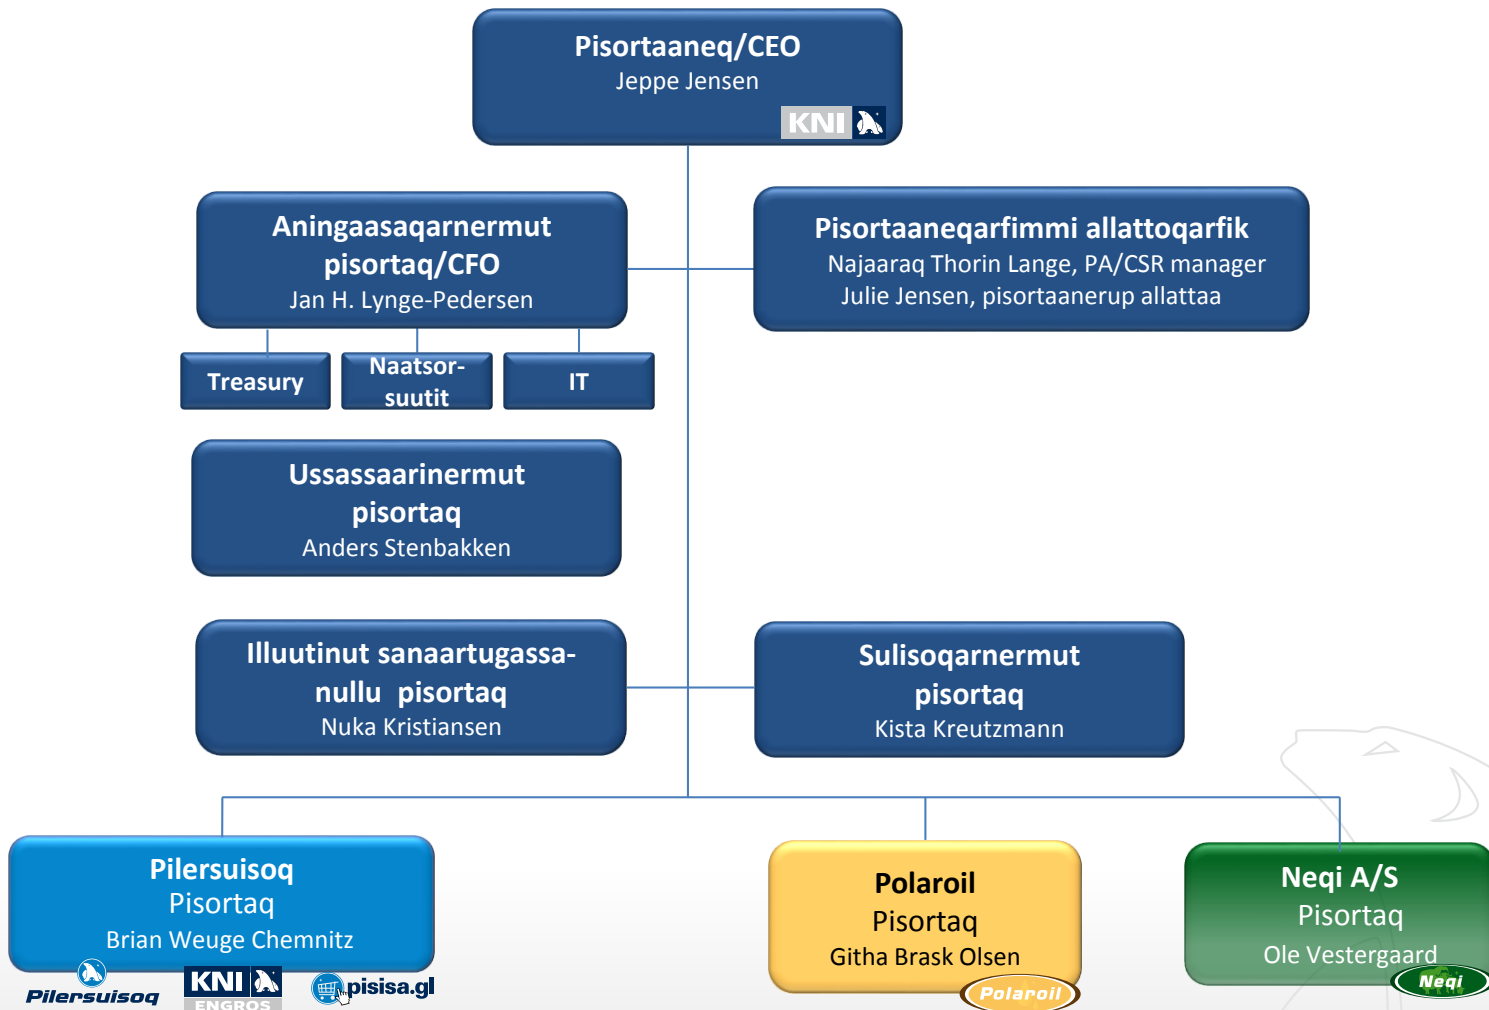 Pisortaaneq/CEO
Jeppe Jensen
KNI
Aningaasaqarnermut
pisortaq/CFO
Jan H. Lynge-Pedersen
Pisortaaneqarfimmi allattoqarfik
Najaaraq Thorin Lange, PA/CSR manager
Julie Jensen, pisortaanerup allattaa
Treasury
Naatsor-
suutit
IT
Ussassaarinermut
pisortaq
Anders Stenbakken
Illuutinut sanaartugassa-
nullu pisortaq
Nuka Kristiansen
Sulisoqarnermut
pisortaq
Kista Kreutzmann
Pilersuisoq
Pisortaq
Brian Weuge Chemnitz
Pilersuisoq
KNI
ENGROS
pisisa.gl
Polaroil
Pisortaq
Githa Brask Olsen
Polaroil
Neqi A/S
Pisortaq
Ole Vestergaard
Neqi